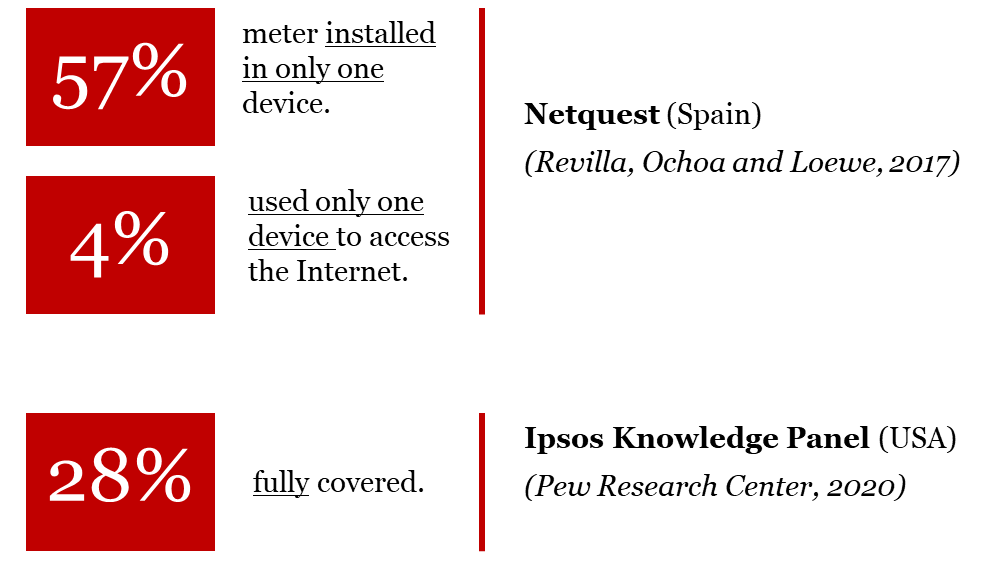 57%
meter installed
in only one
device.
4%
used only one
device to access
the Internet.
Netquest (Spain)
(Revilla, Ochoa and Loewe, 2017)
28%
fully covered.
Ipsos Knowledge Panel (USA)
(Pew Research Center, 2020)